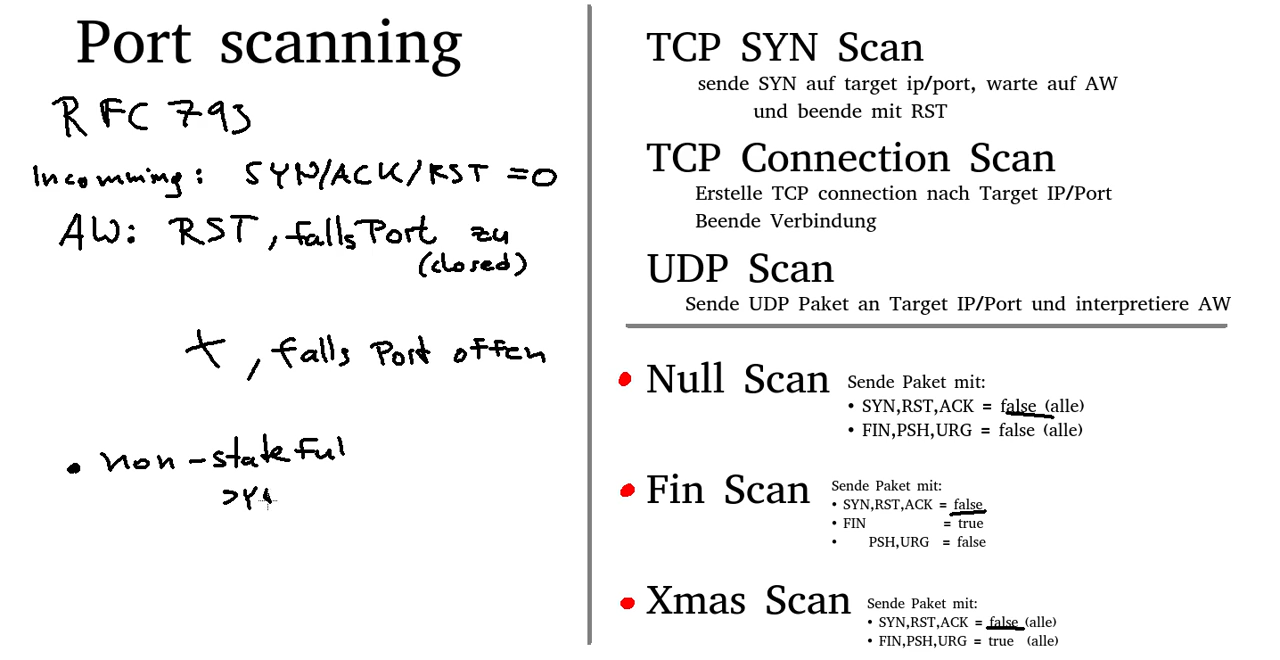 Port scanning
RFC 793
Incomming: SYN/ACK/RST =0
AW: RST, falls Port zu
(closed)
, falls Port offen
• non-stateful
TCP SYN Scan
sende SYN auf target ip/port, warte auf AW
und beende mit RST
TCP Connection Scan
Erstelle TCP connection nach Target IP/Port
Beende Verbindung
UDP Scan
Sende UDP Paket an Target IP/Port und interpretiere AW
Null Scan
Sende Paket mit:
• SYN,RST,ACK = false (alle)
• FIN,PSH,URG = false (alle)
Fin Scan
Sende Paket mit:
• SYN,RST,ACK = false
• FIN = true
• PSH,URG = false
Xmas Scan
Sende Paket mit:
• SYN,RST,ACK = false (alle)
• FIN,PSH,URG = true (alle)